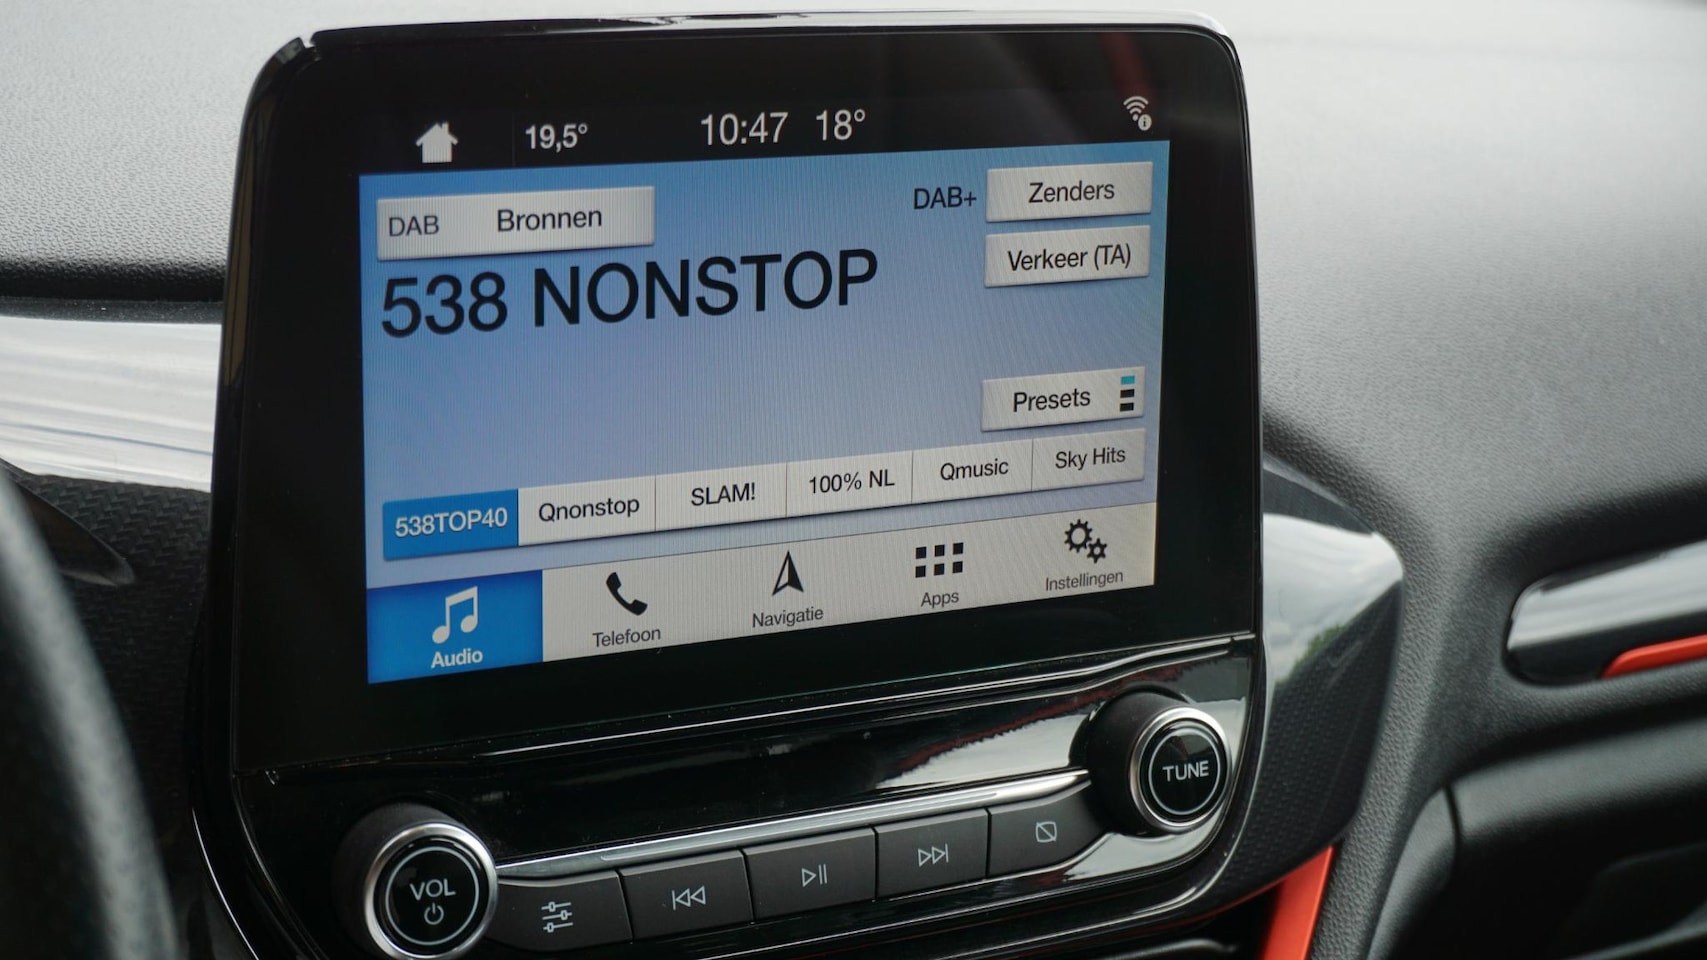 19,5° 10:47 18°
DAB Bronnen DAB+ Zenders
Verkeer (TA)
538 NONSTOP
Presets
538TOP40 Qnonstop SLAM! 100% NL Qmusic Sky Hits
Audio Telefoon Navigatie Apps Instellingen
TUNE
VOL